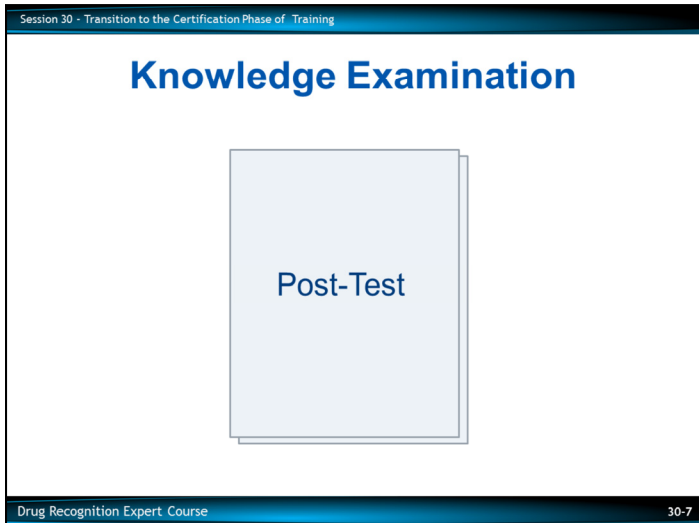 Session 30 - Transition to the Certification Phase of Training
Knowledge Examination
Post-Test
Drug Recognition Expert Course
30-7